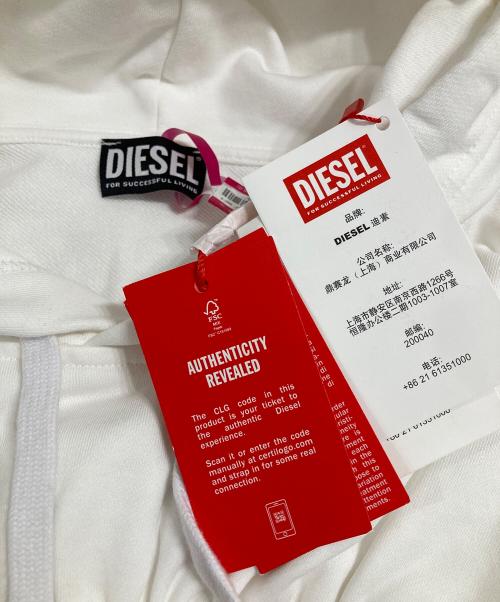 DIESEL
FOR SUCCESSFUL LIVING
DIESEL
FOR SUCCESSFUL LIVING
品牌:
DIESEL 迪赛
公司名称:
鼎赛龙（上海）商业有限公司
地址:
上海市静安区南京西路1266号
恒隆办公楼二期1003-1007室
邮编:
200040
电话:
+86 21 61351000
+86 21 61351000
FSC
MIX
AUTHENTICITY
REVEALED
The CLG code in this
product is your ticket to
the authentic Diesel
experience.
Scan it or enter the code
manually at certilogo.com
and strap in for some real
connection.